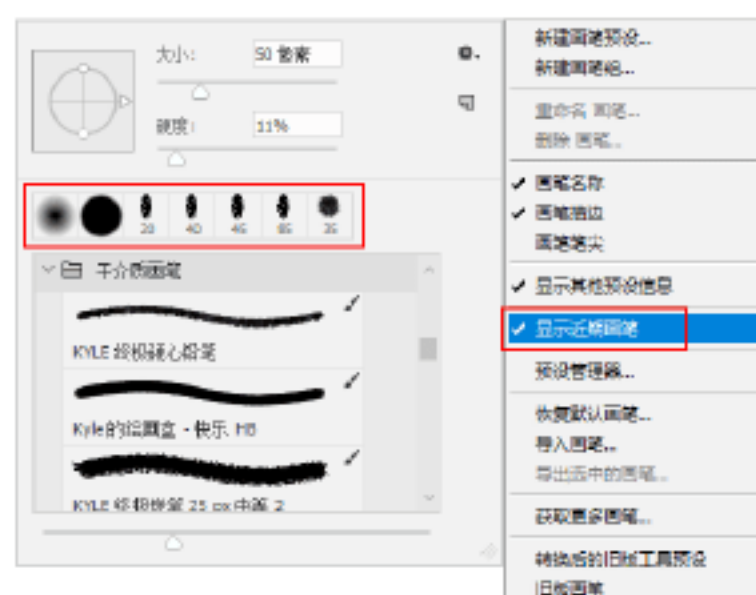 大小:
50 像素
硬度:
11%
20
40
45
65
35
干介质画笔
KYLE 终极硬心铅笔
Kyle的绘画盒 - 快乐 HB
KYLE 终极炭笔 25 px 中等 2
新建画笔预设...
新建画笔组...
重命名 画笔...
删除 画笔...
画笔名称
画笔描边
画笔笔尖
显示其他预设信息
显示近期画笔
预设管理器...
恢复默认画笔...
导入画笔...
导出选中的画笔...
获取更多画笔...
转换后的旧版工具预设
旧版画笔